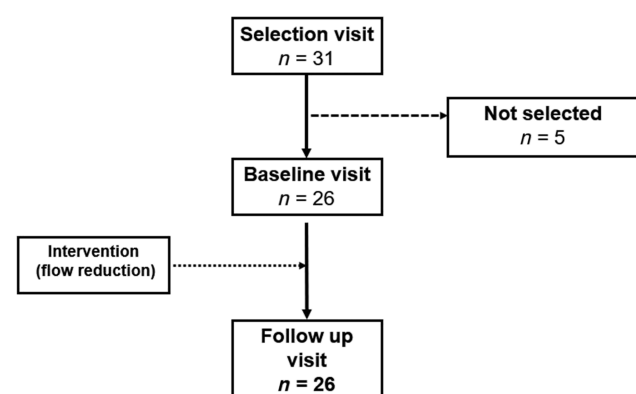 Selection visit
n = 31
Not selected
n = 5
Baseline visit
n = 26
Intervention
(flow reduction)
Follow up
visit
n = 26